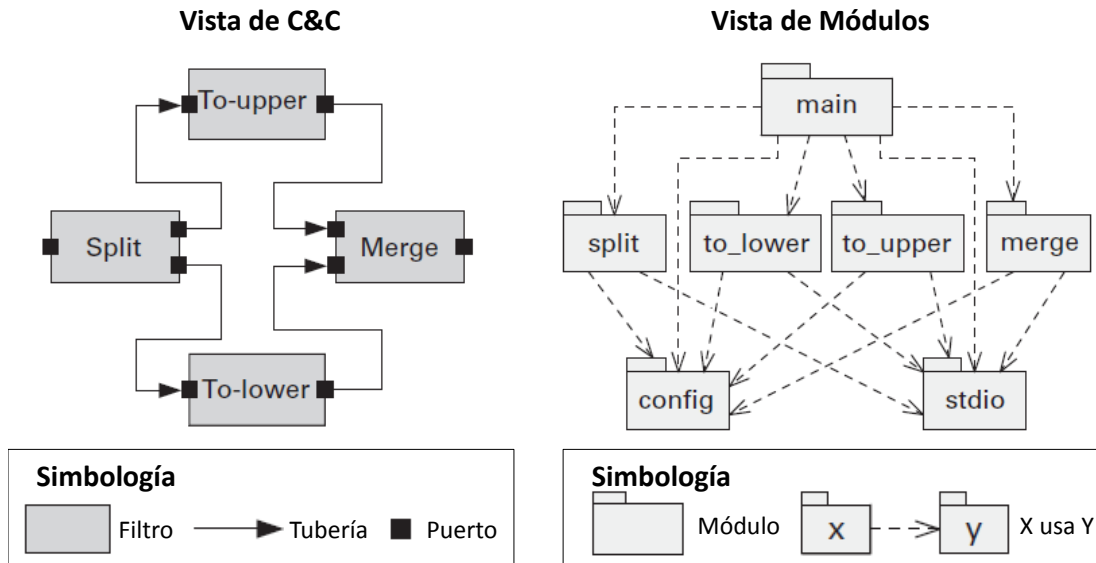 Vista de C&C
To-upper
Split
Merge
To-lower
Simbología
Filtro
Tubería
Puerto
Vista de Módulos
main
split
to_lower
to_upper
merge
config
stdio
Simbología
Módulo
x
y
X usa Y